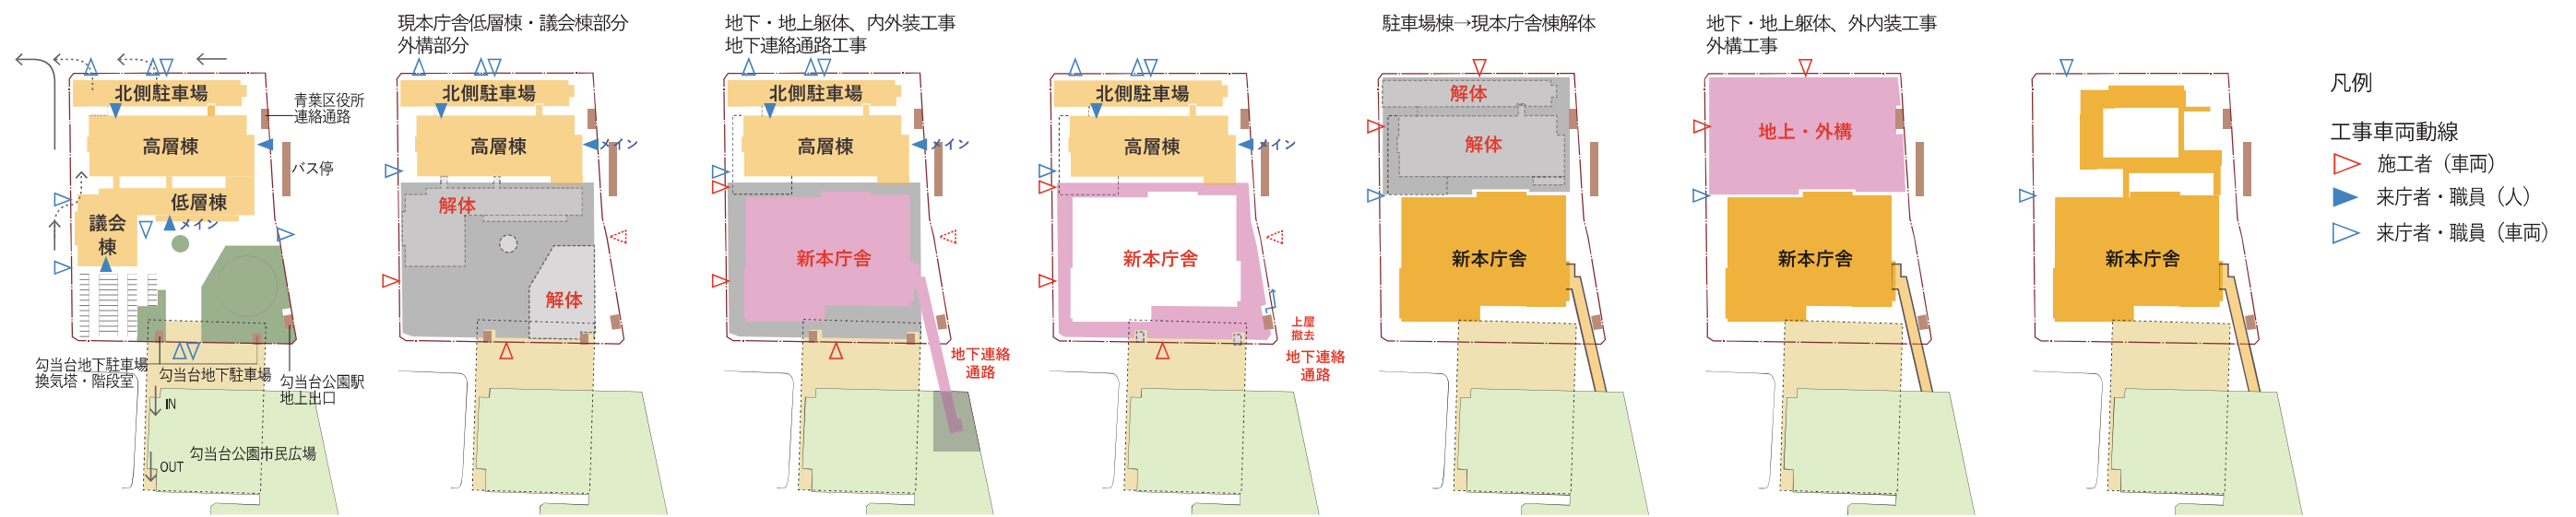 北側駐車場
高層棟
低層棟
議会
棟
メイン
青葉区役所
連絡通路
バス停
勾当台地下駐車場
換気塔・階段室
勾当台地下駐車場
勾当台公園駅
地上出口
IN
OUT
勾当台公園市民広場
現本庁舎低層棟・議会棟部分
外構部分
北側駐車場
高層棟
メイン
解体
解体
地下・地上躯体、内外装工事
地下連絡通路工事
北側駐車場
高層棟
メイン
新本庁舎
地下連絡
通路
北側駐車場
高層棟
メイン
新本庁舎
上屋
撤去
地下連絡
通路
駐車場棟→現本庁舎棟解体
解体
解体
新本庁舎
地下・地上躯体、外内装工事
外構工事
地上・外構
新本庁舎
新本庁舎
凡例
工事車両動線
施工者（車両）
来庁者・職員（人）
来庁者・職員（車両）